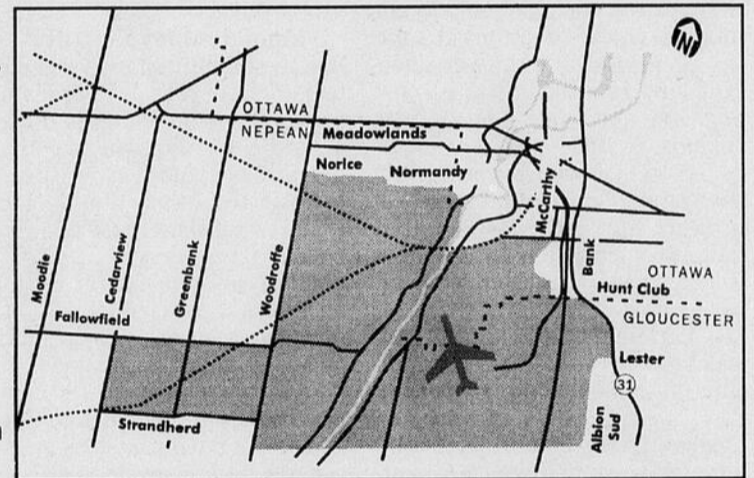 N
OTTAWA
NEPEAN
Meadowlands
Norice
Normandy
McCarthy
Moodie
Cedarview
Greenbank
Woodroffe
Bank
OTTAWA
Hunt Club
GLOUCESTER
Fallowfield
Lester
31
Albion
Sud
Strandherd